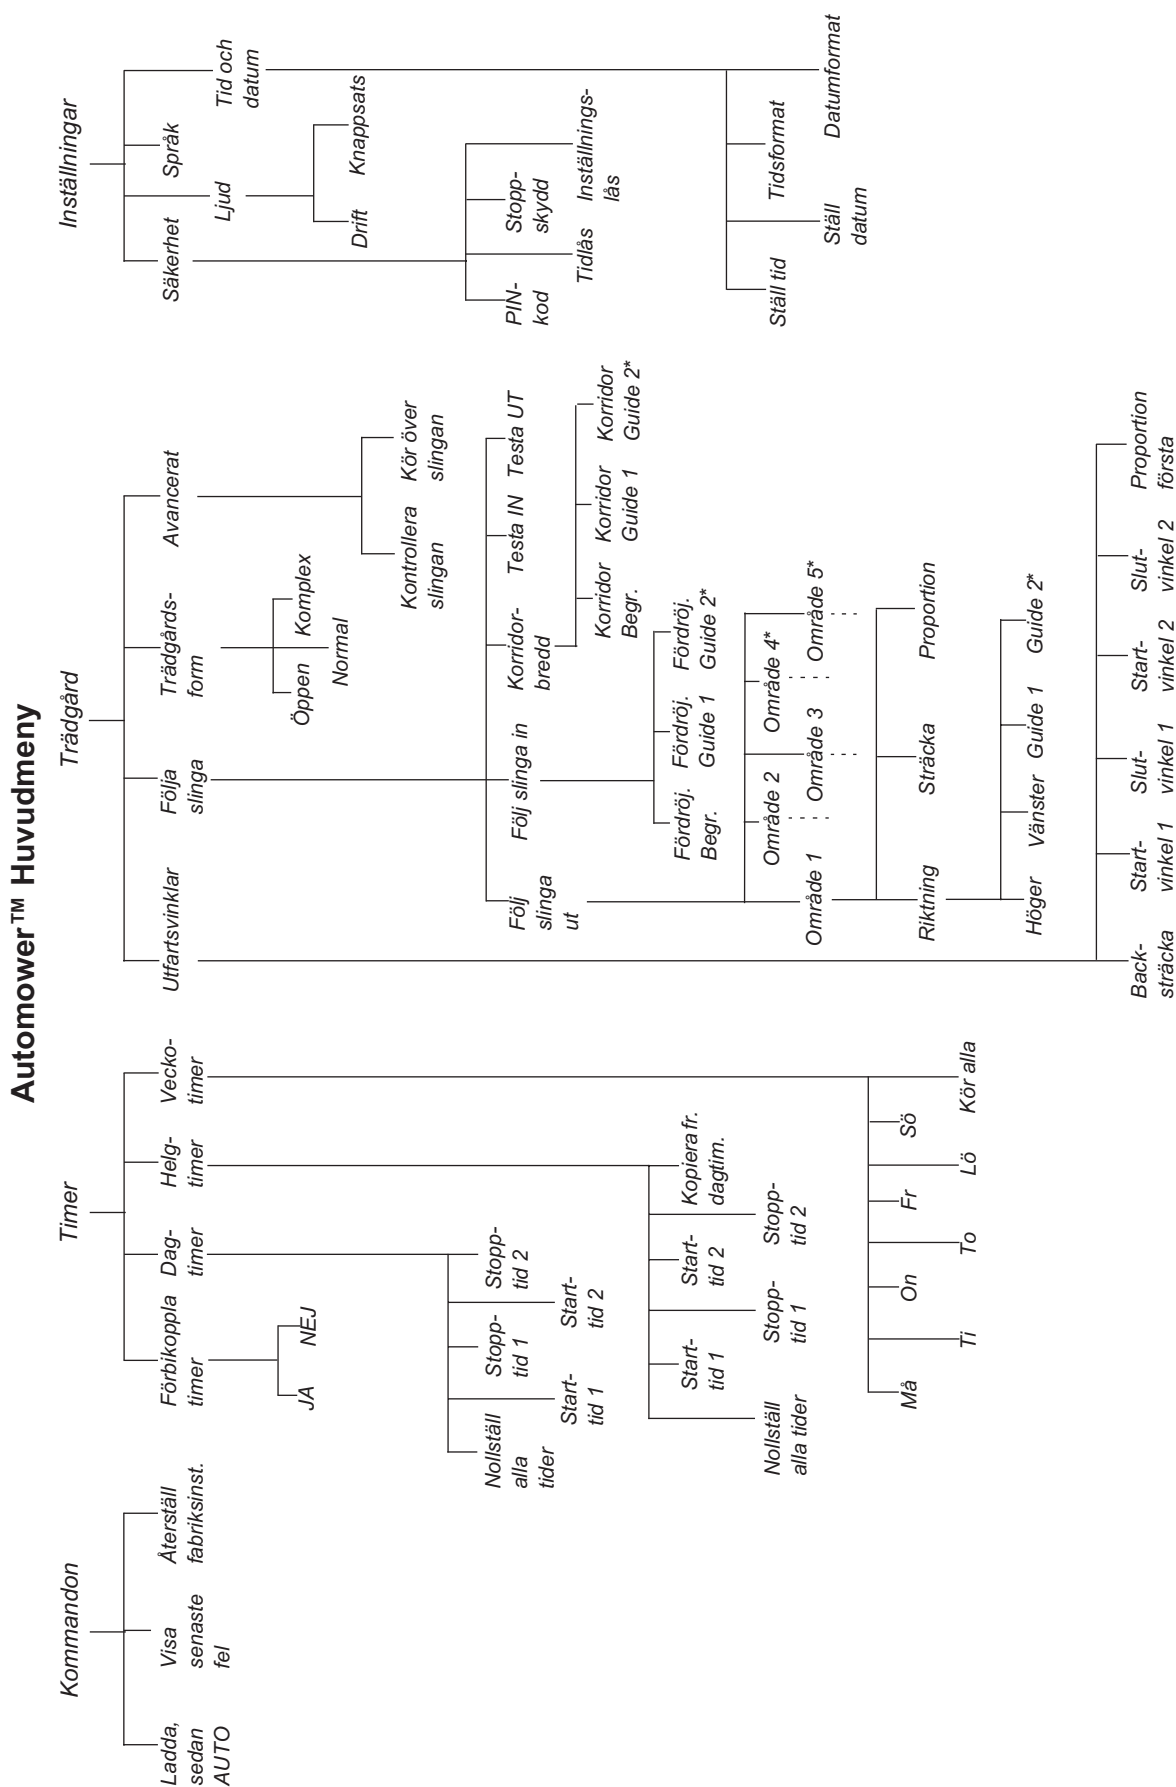 Automower™ Huvudmeny
Kommandon
Ladda,
sedan
AUTO
Visa
senaste
fel
Återställ
fabriksinst.
Timer
Förbikoppla
timer
JA
NEJ
Dag-
timer
Nollställ
alla
tider
Start-
tid 1
Stopp-
tid 1
Start-
tid 2
Stopp-
tid 2
Helg-
timer
Nollställ
alla tider
Start-
tid 1
Stopp-
tid 1
Start-
tid 2
Stopp-
tid 2
Kopiera fr.
dagtim.
Vecko-
timer
Må
Ti
On
To
Fr
Lö
Sö
Kör alla
Trädgård
Utfartsvinklar
Back-
sträcka
Start-
vinkel 1
Slut-
vinkel 1
Start-
vinkel 2
Slut-
vinkel 2
Proportion
första
Följa
slinga
Följ
slinga
ut
Område 1
Område 2
Område 3
Område 4*
Område 5*
Riktning
Sträcka
Proportion
Höger
Vänster
Guide 1
Guide 2*
Följ slinga in
Fördröj.
Begr.
Fördröj.
Guide 1
Fördröj.
Guide 2*
Korridor-
bredd
Korridor
Begr.
Korridor
Guide 1
Korridor
Guide 2*
Testa IN
Testa UT
Trädgårds-
form
Öppen
Normal
Komplex
Avancerat
Kontrollera
slingan
Kör över
slingan
Inställningar
Säkerhet
PIN-
kod
Tidlås
Stopp-
skydd
Inställnings-
lås
Ljud
Drift
Knappsats
Språk
Tid och
datum
Ställ tid
Ställ
datum
Tidsformat
Datumformat